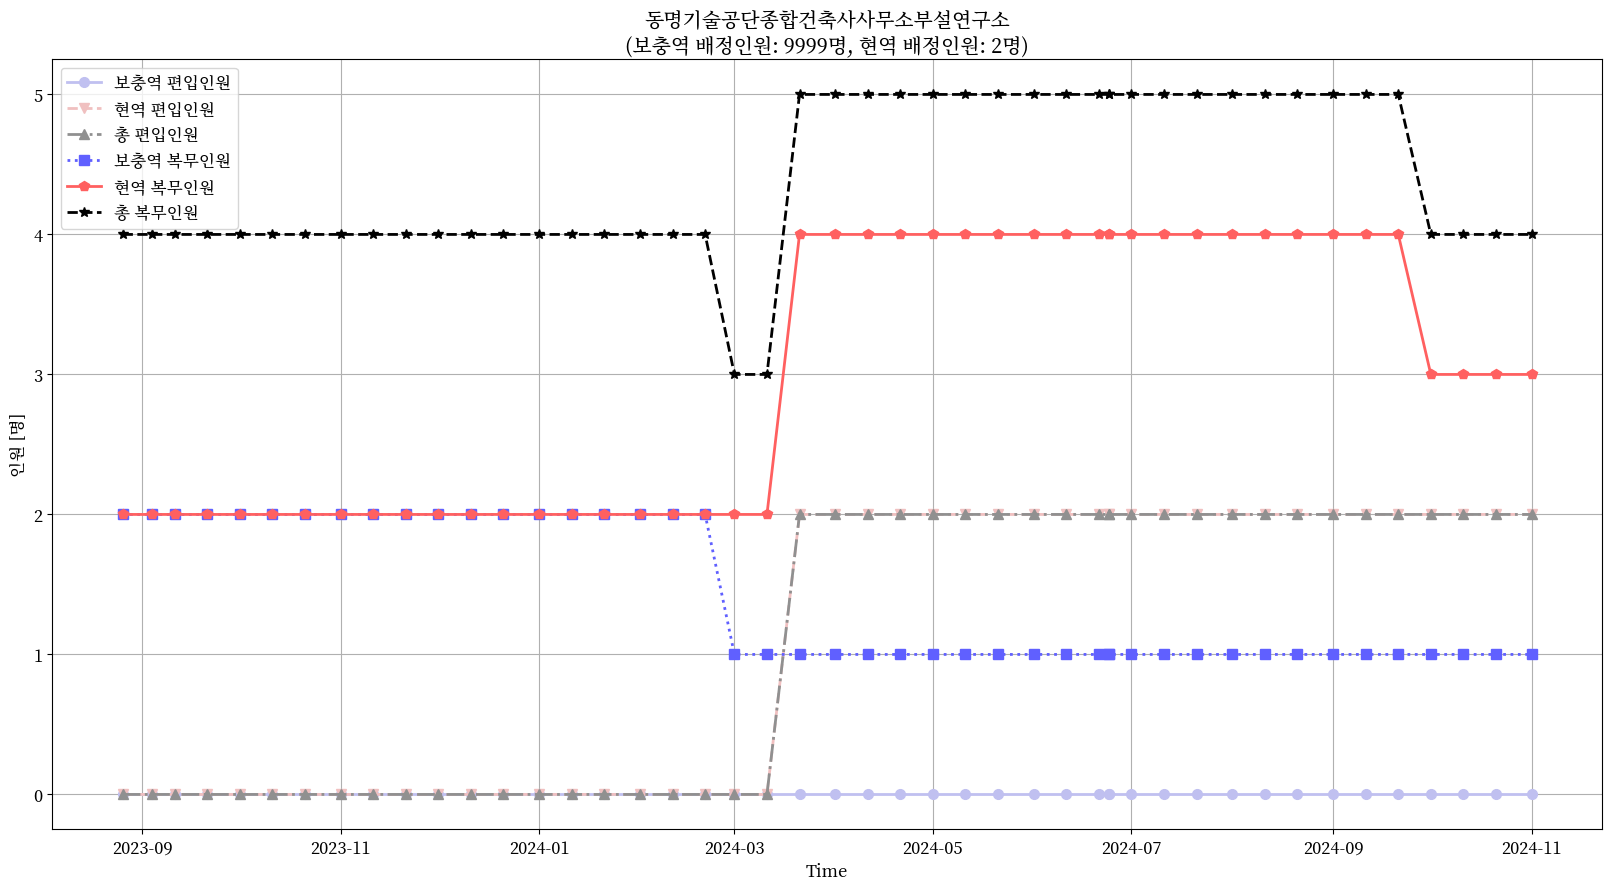 동명기술공단종합건축사사무소부설연구소
(보충역 배정인원: 9999명, 현역 배정인원: 2명)
보충역 편입인원
현역 편입인원
총 편입인원
보충역 복무인원
현역 복무인원
총 복무인원
인원 [명]
5
4
3
2
1
0
2023-09
2023-11
2024-01
2024-03
2024-05
2024-07
2024-09
2024-11
Time